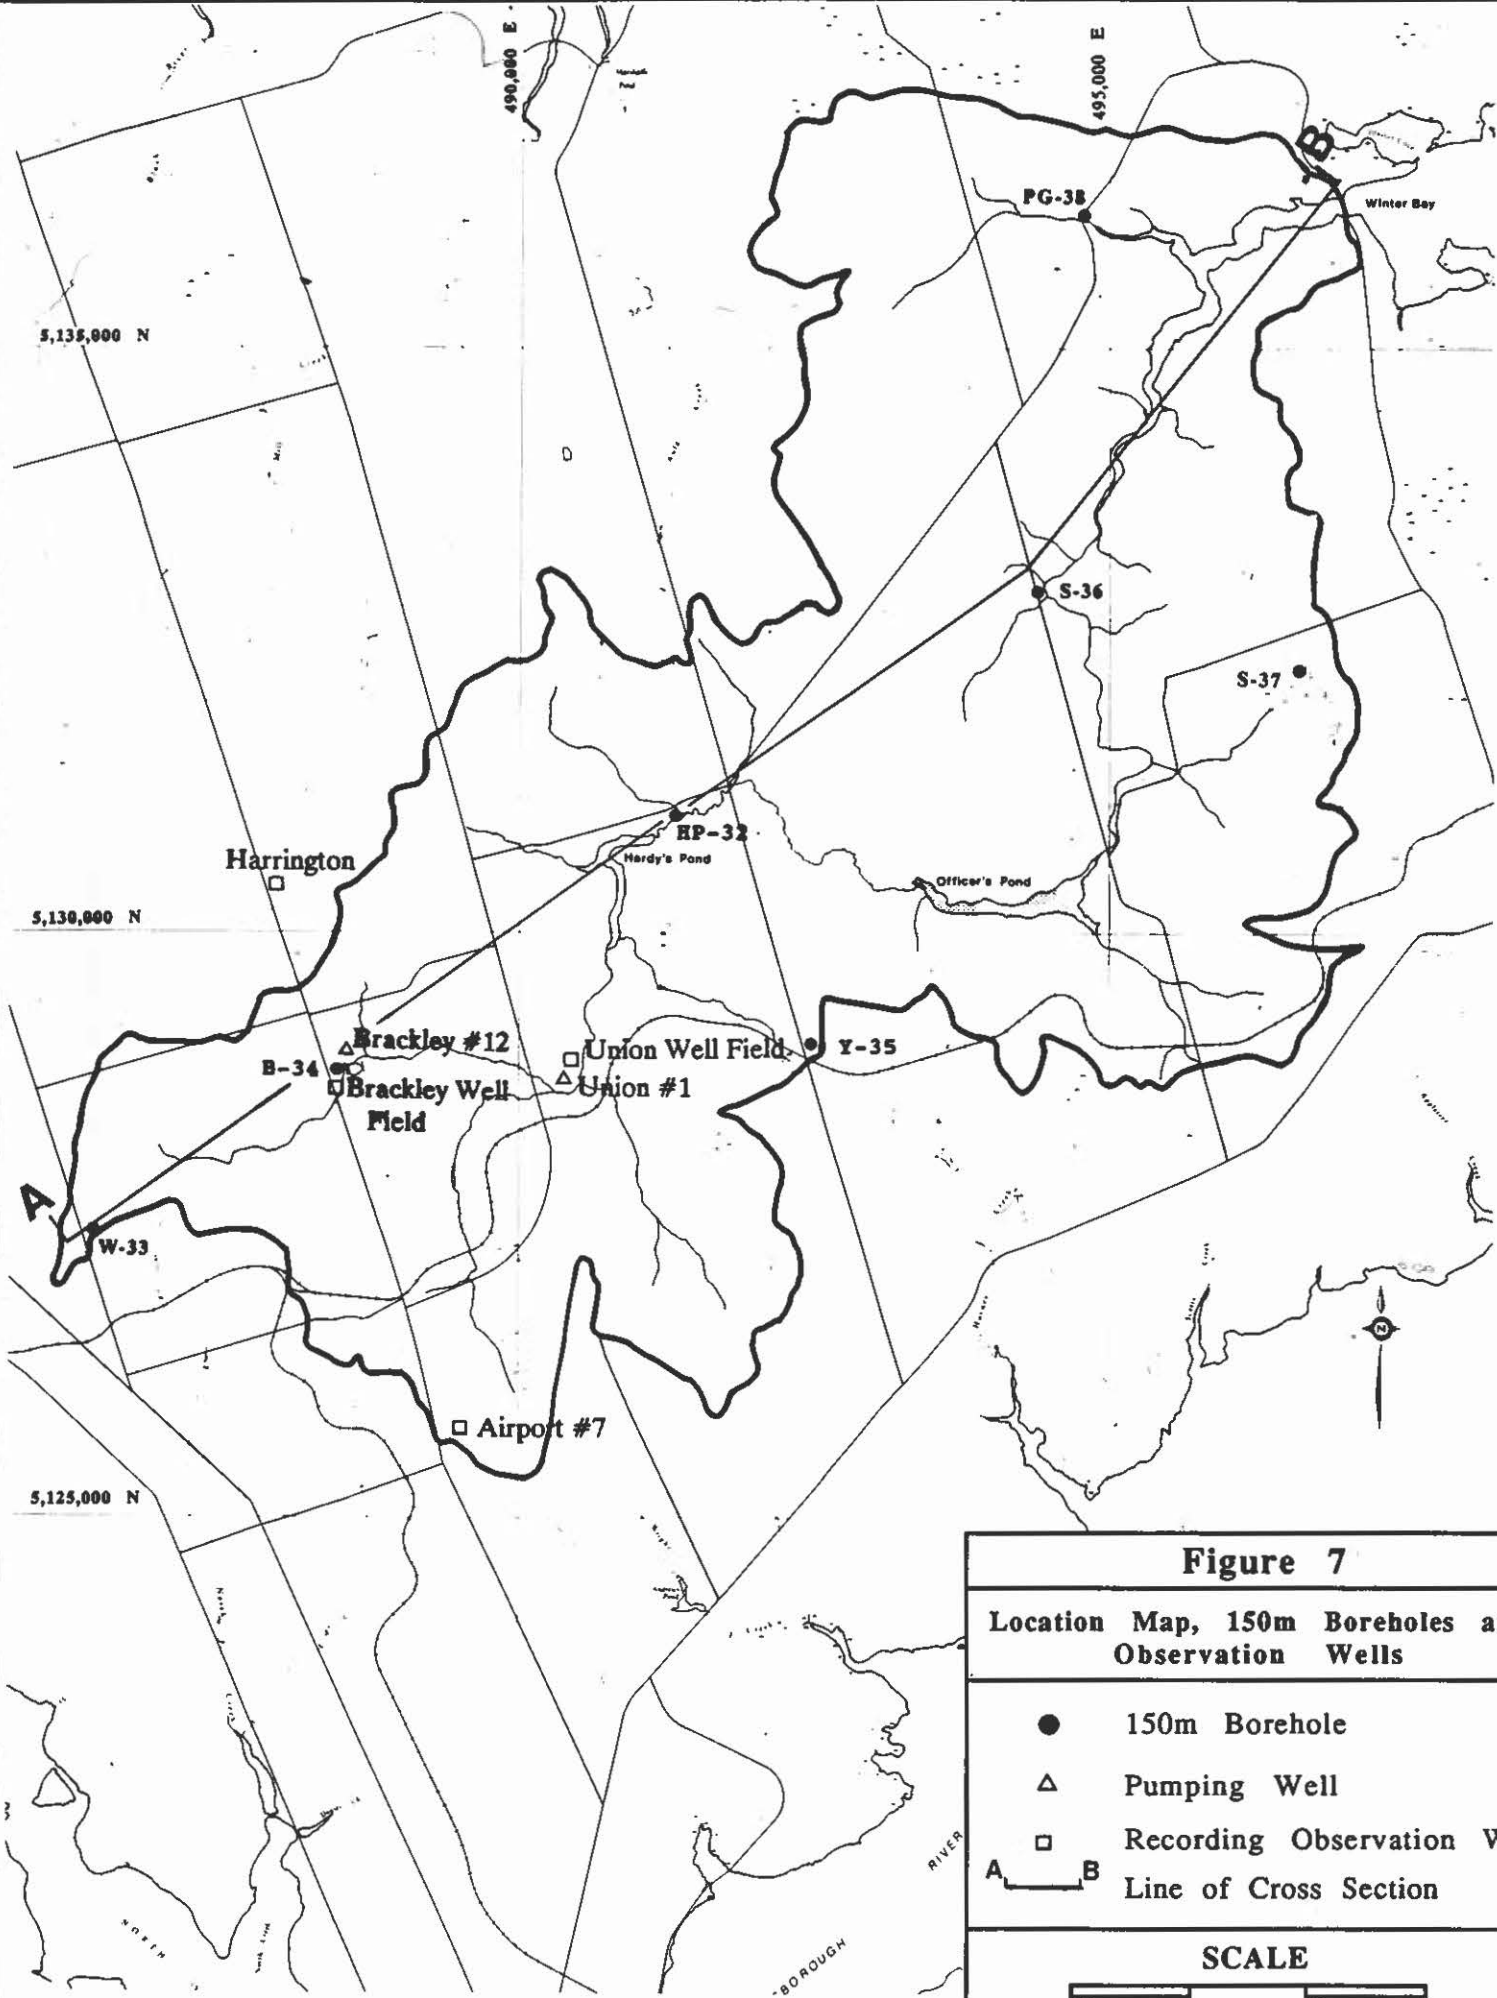 490,000 E
495,000 E
B
PG-38
Winter Bay
5,135,000 N
S-36
S-37
HP-32
Hardy's Pond
Harrington
Officer's Pond
5,130,000 N
Brackley #12
Union Well Field
Y-35
B-34
Union #1
Brackley Well
Field
A
W-33
N
Airport #7
5,125,000 N
Figure 7
Location Map, 150m Boreholes a
Observation Wells
150m Borehole
Pumping Well
Recording Observation W
A B
Line of Cross Section
SCALE
RIVER
NORTH
BOROUGH